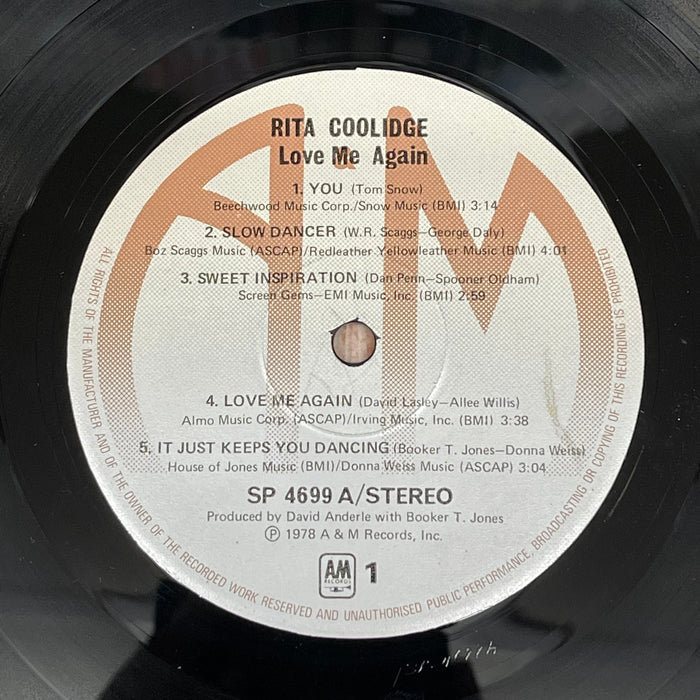 RITA COOLIDGE
Love Me Again
1. YOU (Tom Snow)
Beechwood Music Corp./Snow Music (BMI) 3:14
2. SLOW DANCER (W.R. Scaggs—George Daly)
Boz Scaggs Music (ASCAP)/Redleather Yellowleather Music (BMI) 4:01
3. SWEET INSPIRATION (Dan Penn—Spooner Oldham)
Screen Gems—EMI Music, Inc. (BMI) 2:59
4. LOVE ME AGAIN (David Lasley—Allee Willis)
Almo Music Corp. (ASCAP)/Irving Music, Inc. (BMI) 3:38
5. IT JUST KEEPS YOU DANCING (Booker T. Jones—Donna Weiss)
House of Jones Music (BMI)/Donna Weiss Music (ASCAP) 3:04
SP 4699 A/STEREO
Produced by David Anderle with Booker T. Jones
℗ 1978 A & M Records, Inc.
AM
RECORDS
1
ALL RIGHTS OF THE MANUFACTURER AND OF THE OWNER OF THE RECORDED WORK RESERVED AND UNAUTHORISED PUBLIC PERFORMANCE, BROADCASTING OR COPYING OF THIS RECORDING IS PROHIBITED
A&M